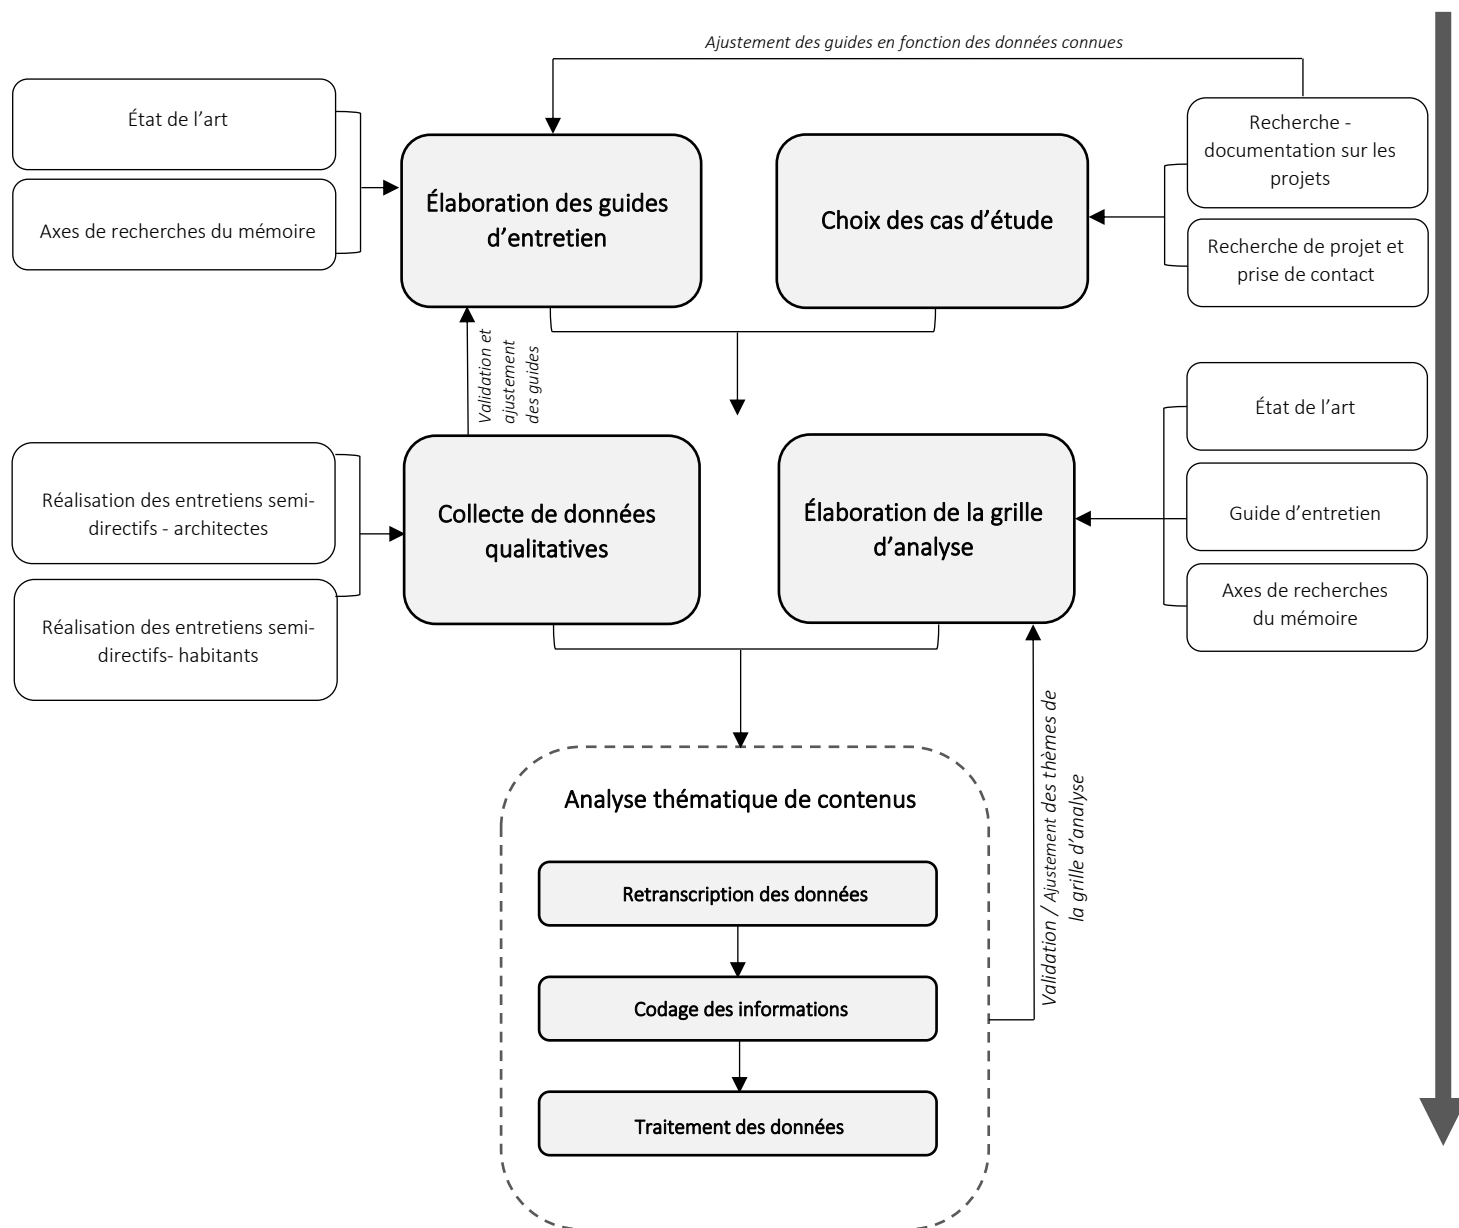 Ajustement des guides en fonction des données connues
État de l’art
Axes de recherches du mémoire
Élaboration des guides
d’entretien
Choix des cas d’étude
Recherche -
documentation sur les
projets
Recherche de projet et
prise de contact
Validation et
ajustement
des guides
Réalisation des entretiens semi-
directifs - architectes
Réalisation des entretiens semi-
directifs- habitants
Collecte de données
qualitatives
Élaboration de la grille
d’analyse
État de l’art
Guide d’entretien
Axes de recherches
du mémoire
Validation / Ajustement des thèmes de
la grille d’analyse
Analyse thématique de contenus
Retranscription des données
Codage des informations
Traitement des données